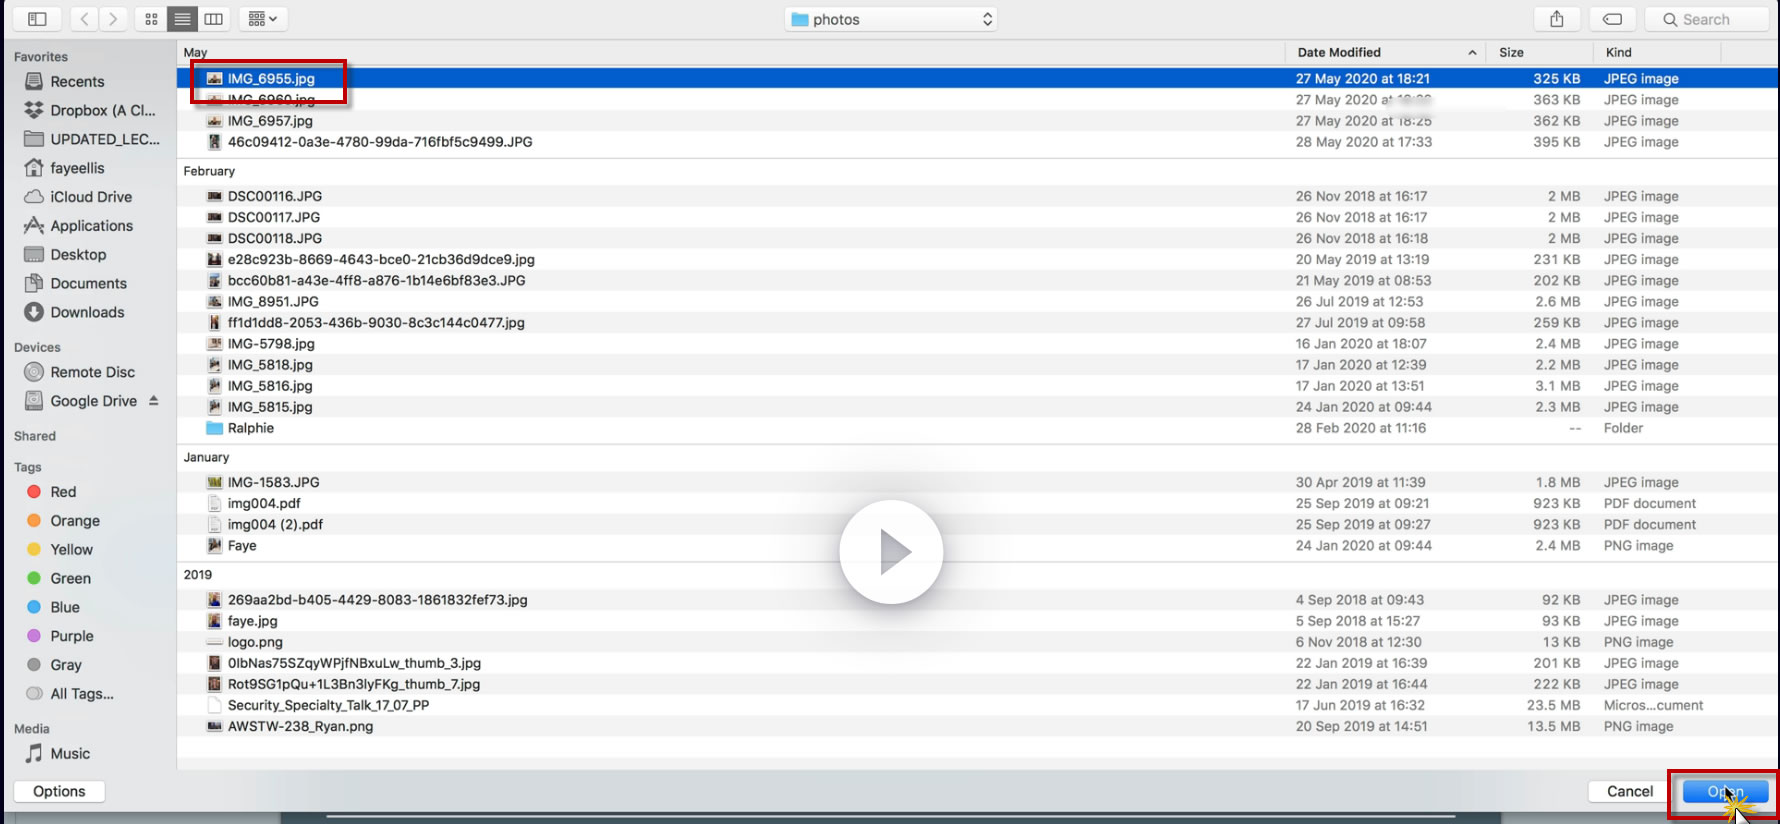 photos
Search
Favorites
Recents
Dropbox (A Cl...
UPDATED_LEC...
fayeellis
iCloud Drive
Applications
Desktop
Documents
Downloads
Devices
Remote Disc
Google Drive
Shared
Tags
Red
Orange
Yellow
Green
Blue
Purple
Gray
All Tags...
Media
Music
May Date Modified Size Kind
IMG_6955.jpg 27 May 2020 at 18:21 325 KB JPEG image
IMG_6960.jpg 27 May 2020 at 363 KB JPEG image
IMG_6957.jpg 27 May 2020 at 18:25 362 KB JPEG image
46c09412-0a3e-4780-99da-716fbf5c9499.JPG 28 May 2020 at 17:33 395 KB JPEG image
February
DSC00116.JPG 26 Nov 2018 at 16:17 2 MB JPEG image
DSC00117.JPG 26 Nov 2018 at 16:17 2 MB JPEG image
DSC00118.JPG 26 Nov 2018 at 16:18 2 MB JPEG image
e28c923b-8669-4643-bce0-21cb36d9dce9.jpg 20 May 2019 at 13:19 231 KB JPEG image
bcc60b81-a43e-4ff8-a876-1b14e6bf83e3.JPG 21 May 2019 at 08:53 202 KB JPEG image
IMG_8951.JPG 26 Jul 2019 at 12:53 2.6 MB JPEG image
ff1d1dd8-2053-436b-9030-8c3c144c0477.jpg 27 Jul 2019 at 09:58 259 KB JPEG image
IMG-5798.jpg 16 Jan 2020 at 18:07 2.4 MB JPEG image
IMG_5818.jpg 17 Jan 2020 at 12:39 2.2 MB JPEG image
IMG_5816.jpg 17 Jan 2020 at 13:51 3.1 MB JPEG image
IMG_5815.jpg 24 Jan 2020 at 09:44 2.3 MB JPEG image
Ralphie 28 Feb 2020 at 11:16 -- Folder
January
IMG-1583.JPG 30 Apr 2019 at 11:39 1.8 MB JPEG image
img004.pdf 25 Sep 2019 at 09:21 923 KB PDF document
img004 (2).pdf 25 Sep 2019 at 09:27 923 KB PDF document
Faye 24 Jan 2020 at 09:44 2.4 MB PNG image
2019
269aa2bd-b405-4429-8083-1861832fef73.jpg 4 Sep 2018 at 09:43 92 KB JPEG image
faye.jpg 5 Sep 2018 at 15:27 93 KB JPEG image
logo.png 6 Nov 2018 at 12:30 13 KB PNG image
0IbNas75SZqyWPjfNBxuLw_thumb_3.jpg 22 Jan 2019 at 16:39 201 KB JPEG image
Rot9SG1pQu+1L3Bn3lyFKg_thumb_7.jpg 22 Jan 2019 at 16:44 222 KB JPEG image
Security_Specialty_Talk_17_07_PP 17 Jun 2019 at 16:32 23.5 MB Micros...cument
AWSTW-238_Ryan.png 20 Sep 2019 at 14:51 13.5 MB PNG image
Options Cancel Open